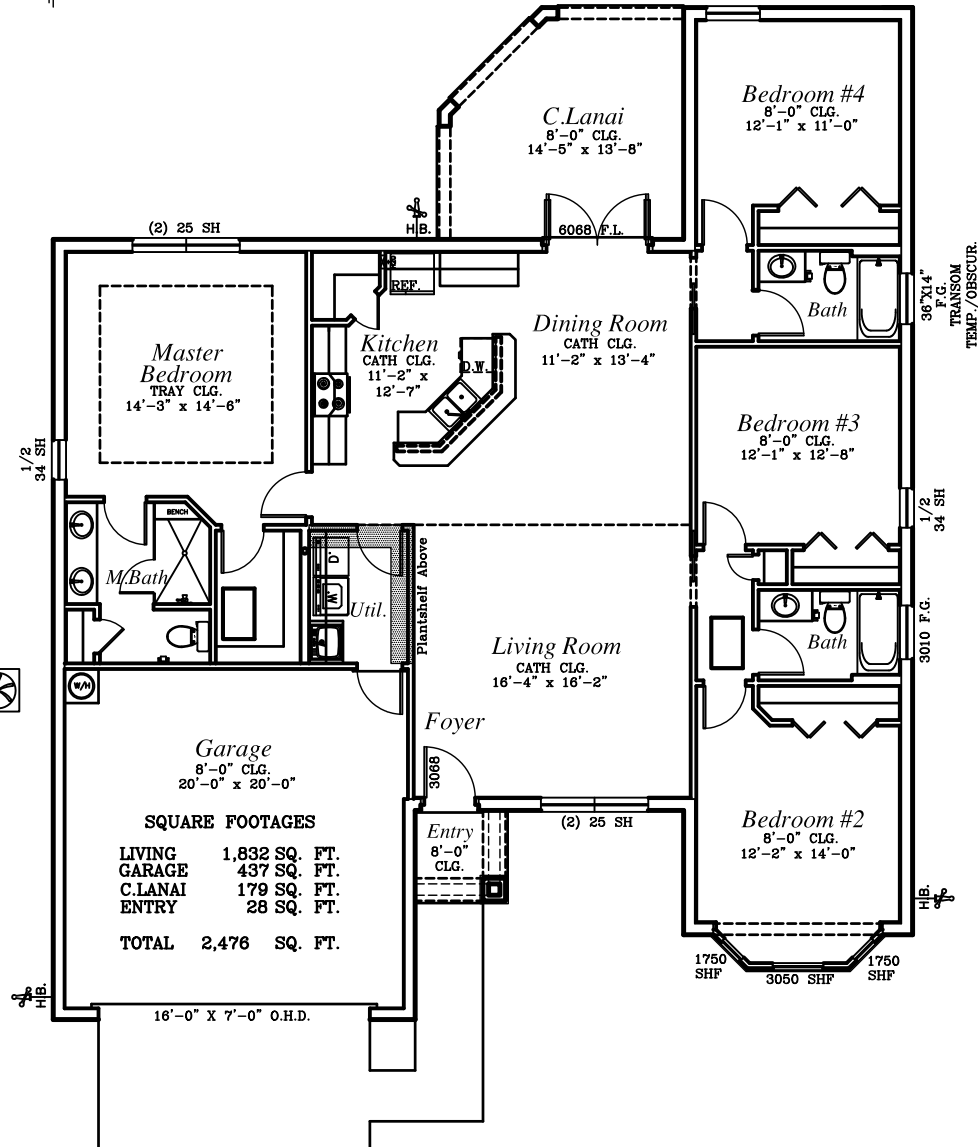 C.Lanai
8'-0" CLG.
14'-5" x 13'-8"
Bedroom #4
8'-0" CLG.
12'-1" x 11'-0"
(2) 25 SH
H.B.
6068 F.L.
REF.
Bath
36"X14"
F.G.
TRANSOM
TEMP./OBSCUR.
Master
Bedroom
TRAY CLG.
14'-3" x 14'-6"
Kitchen
CATH CLG.
11'-2" x
12'-7"
D.W.
Dining Room
CATH CLG.
11'-2" x 13'-4"
Bedroom #3
8'-0" CLG.
12'-1" x 12'-8"
1/2
34 SH
1/2
34 SH
BENCH
M.Bath
D.
W
Util.
Plantshelf Above
Living Room
CATH CLG.
16'-4" x 16'-2"
Bath
3010 F.G.
W/H
Foyer
3068
Garage
8'-0" CLG.
20'-0" x 20'-0"
SQUARE FOOTAGES
LIVING 1,832 SQ. FT.
GARAGE 437 SQ. FT.
C.LANAI 179 SQ. FT.
ENTRY 28 SQ. FT.
TOTAL 2,476 SQ. FT.
Entry
8'-0"
CLG.
(2) 25 SH
Bedroom #2
8'-0" CLG.
12'-2" x 14'-0"
H.B.
1750
SHF
3050 SHF
1750
SHF
H.B.
16'-0" X 7'-0" O.H.D.